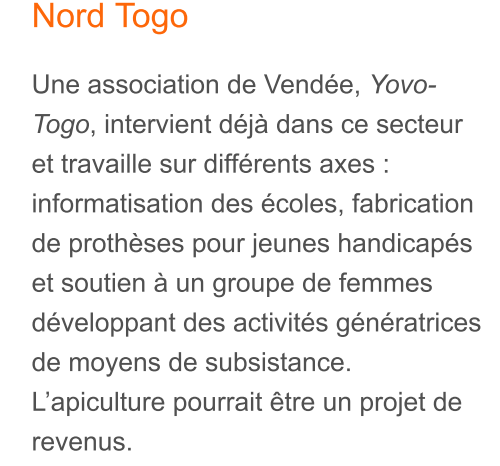 Nord Togo
Une association de Vendée, Yovo-
Togo, intervient déjà dans ce secteur
et travaille sur différents axes :
informatisation des écoles, fabrication
de prothèses pour jeunes handicapés
et soutien à un groupe de femmes
développant des activités génératrices
de moyens de subsistance.
L’apiculture pourrait être un projet de
revenus.